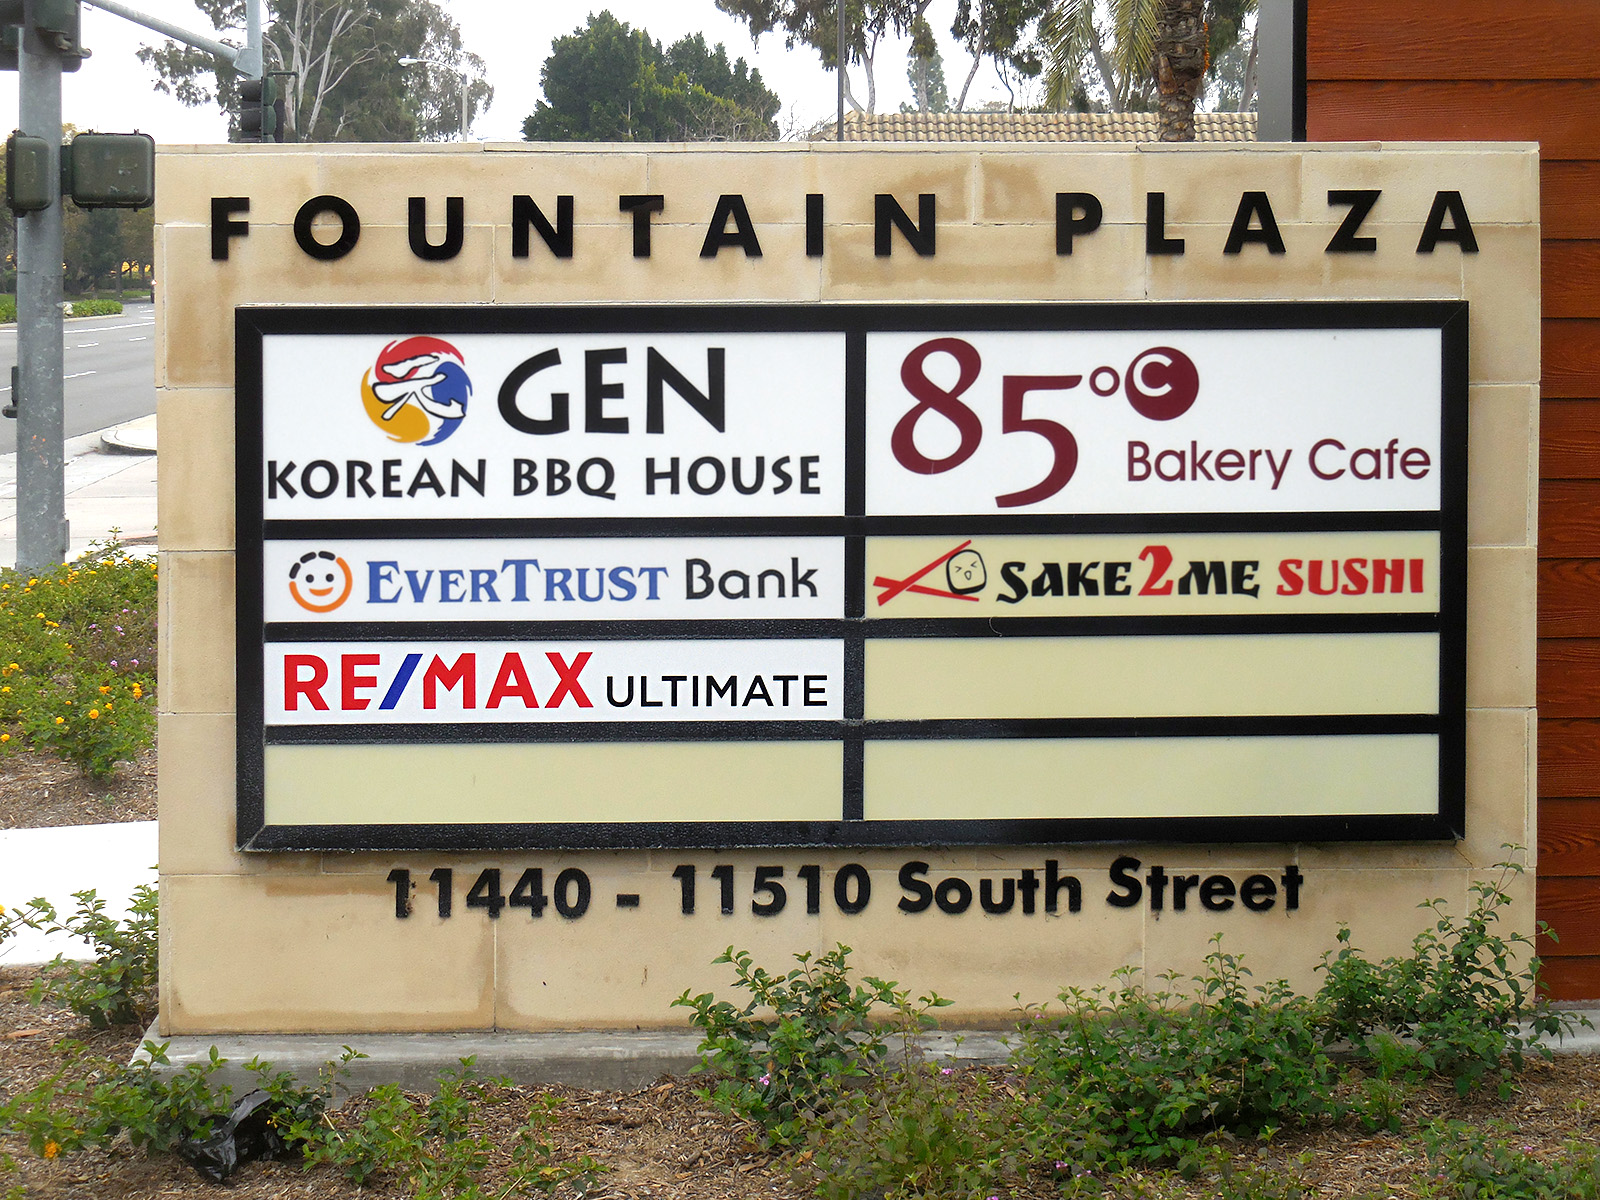 FOUNTAIN PLAZA
元 GEN
KOREAN BBQ HOUSE
85°C
Bakery Cafe
EVERTRUST Bank
SAKE2ME SUSHI
RE/MAX ULTIMATE
11440 - 11510 South Street